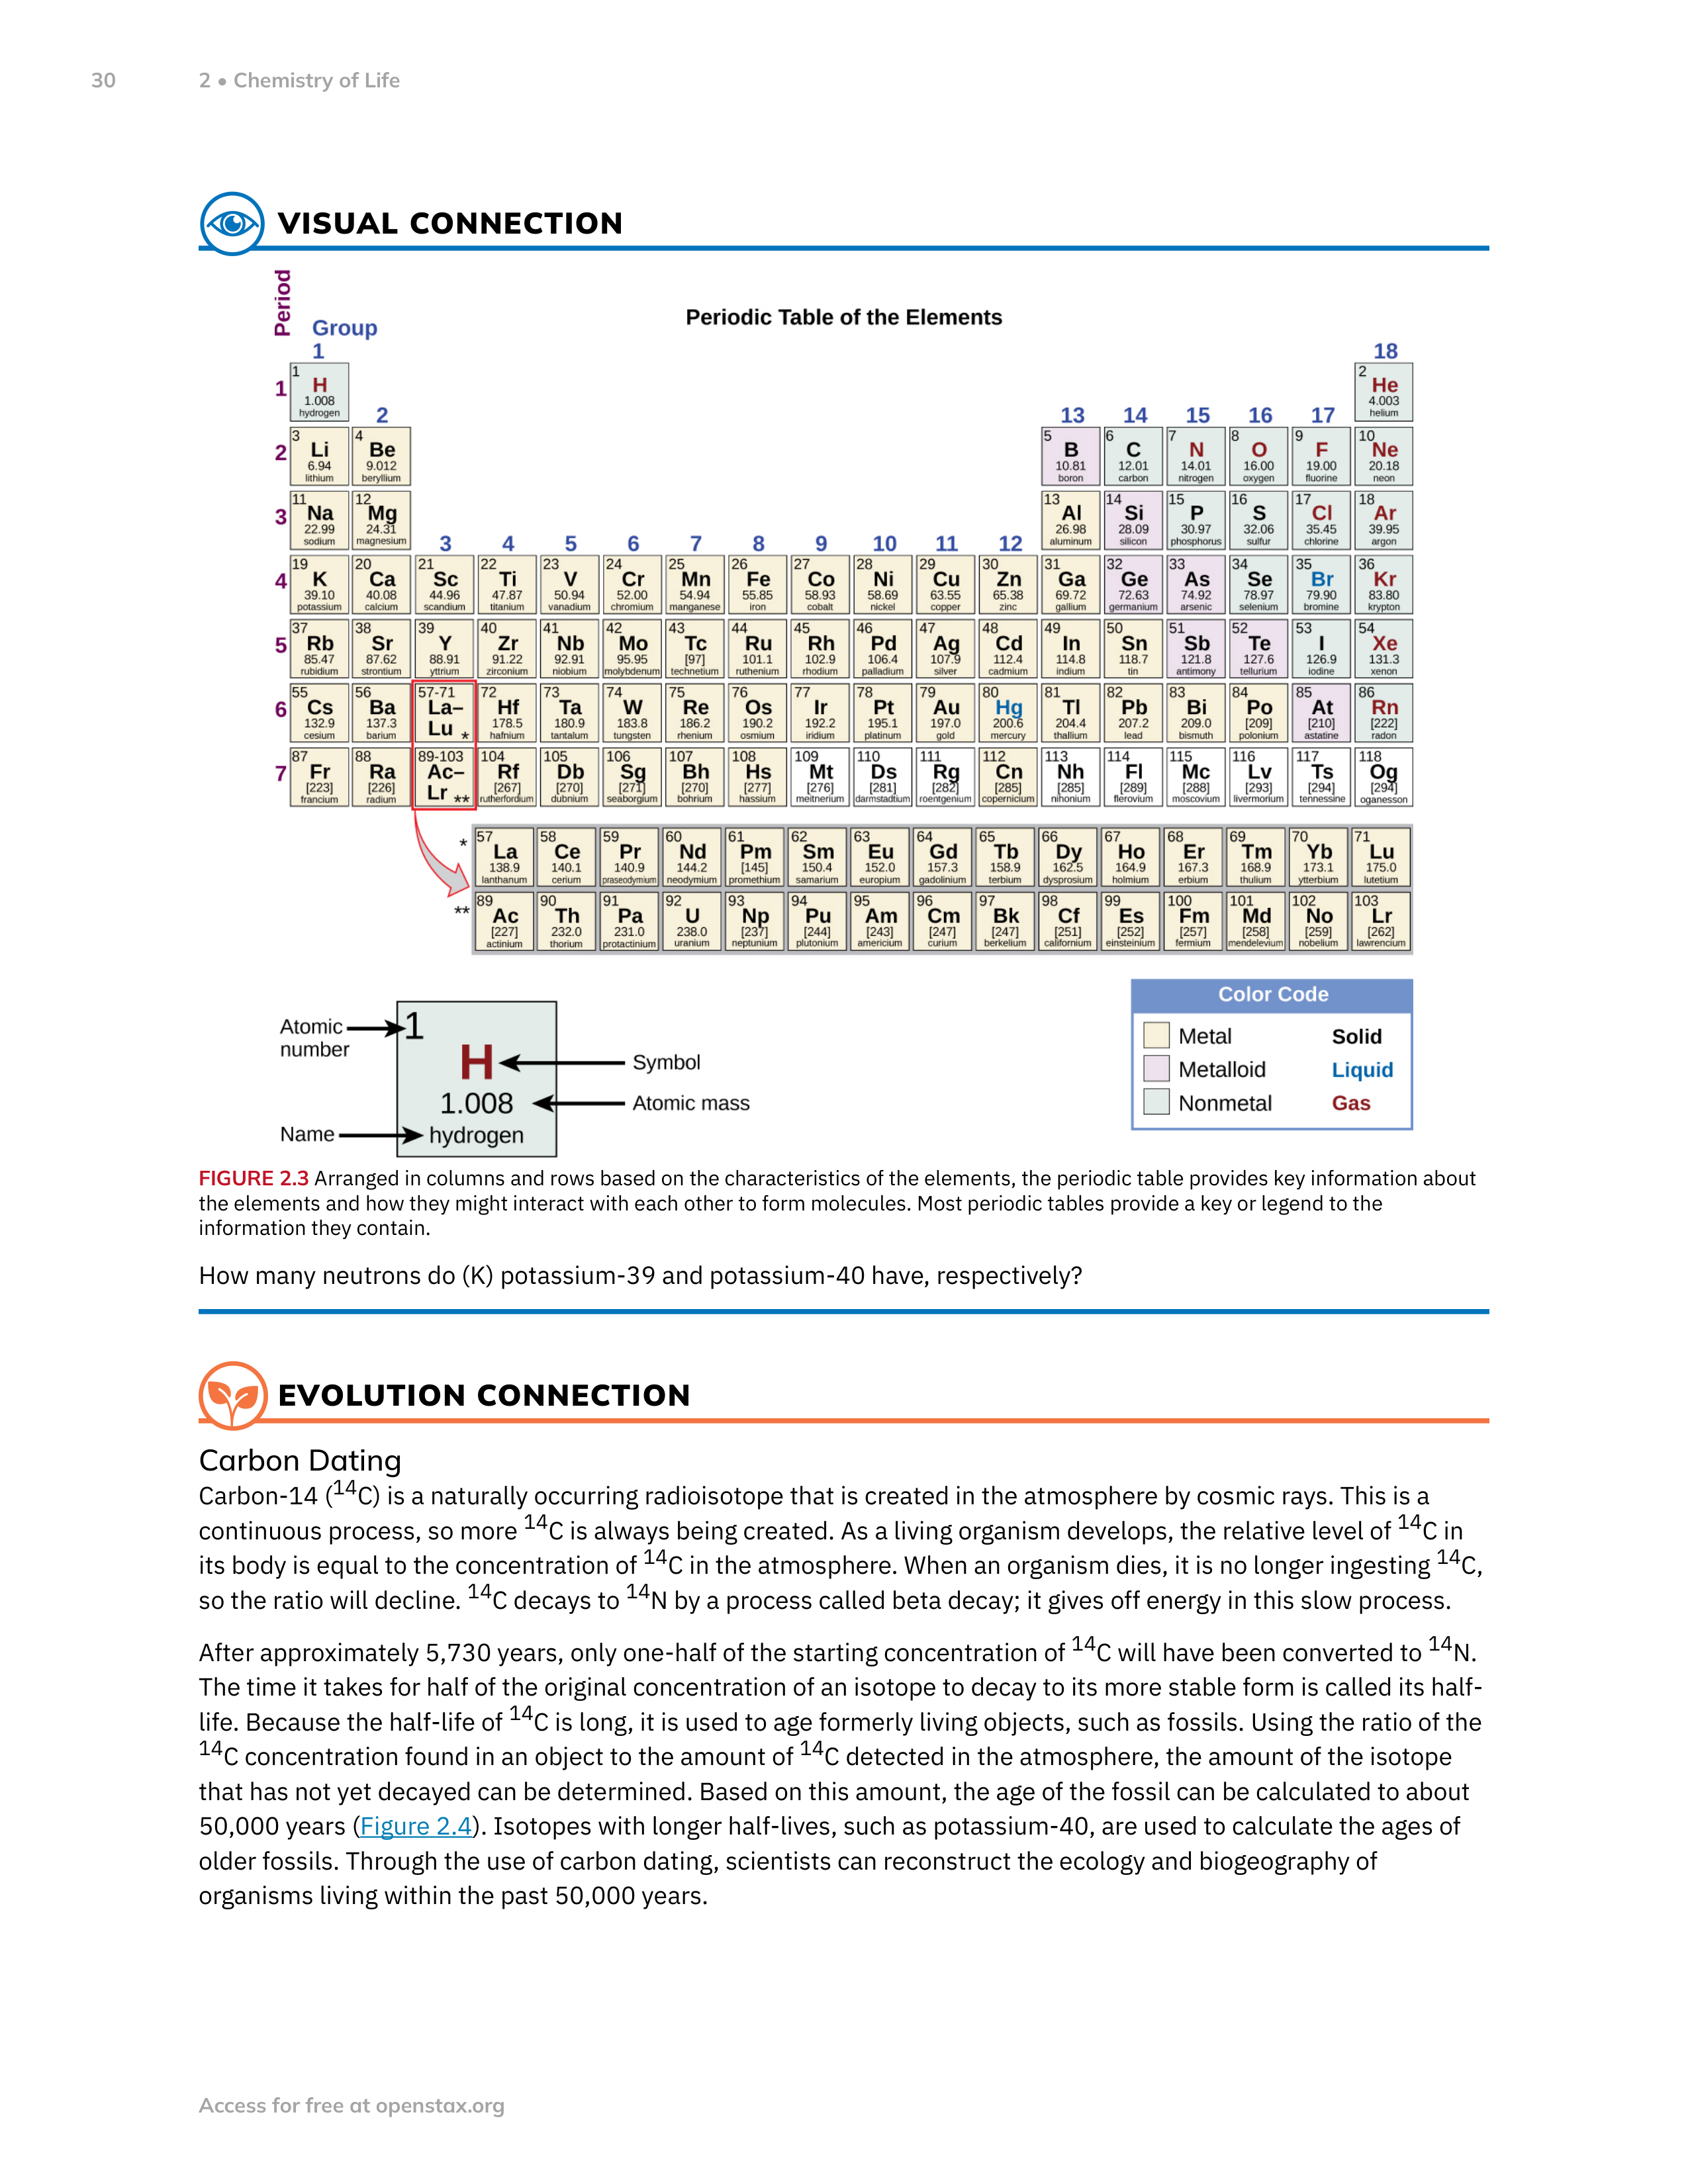 30 2 • Chemistry of Life
VISUAL CONNECTION
Period
Group
Periodic Table of the Elements
1 18
1 1 H 1.008 hydrogen 2 He 4.003 helium
2 13 14 15 16 17
2 3 Li 6.94 lithium 4 Be 9.012 beryllium 5 B 10.81 boron 6 C 12.01 carbon 7 N 14.01 nitrogen 8 O 16.00 oxygen 9 F 19.00 fluorine 10 Ne 20.18 neon
3 11 Na 22.99 sodium 12 Mg 24.31 magnesium 13 Al 26.98 aluminum 14 Si 28.09 silicon 15 P 30.97 phosphorus 16 S 32.06 sulfur 17 Cl 35.45 chlorine 18 Ar 39.95 argon
3 4 5 6 7 8 9 10 11 12
4 19 K 39.10 potassium 20 Ca 40.08 calcium 21 Sc 44.96 scandium 22 Ti 47.87 titanium 23 V 50.94 vanadium 24 Cr 52.00 chromium 25 Mn 54.94 manganese 26 Fe 55.85 iron 27 Co 58.93 cobalt 28 Ni 58.69 nickel 29 Cu 63.55 copper 30 Zn 65.38 zinc 31 Ga 69.72 gallium 32 Ge 72.63 germanium 33 As 74.92 arsenic 34 Se 78.97 selenium 35 Br 79.90 bromine 36 Kr 83.80 krypton
5 37 Rb 85.47 rubidium 38 Sr 87.62 strontium 39 Y 88.91 yttrium 40 Zr 91.22 zirconium 41 Nb 92.91 niobium 42 Mo 95.95 molybdenum 43 Tc [97] technetium 44 Ru 101.1 ruthenium 45 Rh 102.9 rhodium 46 Pd 106.4 palladium 47 Ag 107.9 silver 48 Cd 112.4 cadmium 49 In 114.8 indium 50 Sn 118.7 tin 51 Sb 121.8 antimony 52 Te 127.6 tellurium 53 I 126.9 iodine 54 Xe 131.3 xenon
6 55 Cs 132.9 cesium 56 Ba 137.3 barium 57-71 La– Lu * 72 Hf 178.5 hafnium 73 Ta 180.9 tantalum 74 W 183.8 tungsten 75 Re 186.2 rhenium 76 Os 190.2 osmium 77 Ir 192.2 iridium 78 Pt 195.1 platinum 79 Au 197.0 gold 80 Hg 200.6 mercury 81 Tl 204.4 thallium 82 Pb 207.2 lead 83 Bi 209.0 bismuth 84 Po [209] polonium 85 At [210] astatine 86 Rn [222] radon
7 87 Fr [223] francium 88 Ra [226] radium 89-103 Ac– Lr ** 104 Rf [267] rutherfordium 105 Db [270] dubnium 106 Sg [271] seaborgium 107 Bh [270] bohrium 108 Hs [277] hassium 109 Mt [276] meitnerium 110 Ds [281] darmstadtium 111 Rg [282] roentgenium 112 Cn [285] copernicium 113 Nh [285] nihonium 114 Fl [289] flerovium 115 Mc [288] moscovium 116 Lv [293] livermorium 117 Ts [294] tennessine 118 Og [294] oganesson
* 57 La 138.9 lanthanum 58 Ce 140.1 cerium 59 Pr 140.9 praseodymium 60 Nd 144.2 neodymium 61 Pm [145] promethium 62 Sm 150.4 samarium 63 Eu 152.0 europium 64 Gd 157.3 gadolinium 65 Tb 158.9 terbium 66 Dy 162.5 dysprosium 67 Ho 164.9 holmium 68 Er 167.3 erbium 69 Tm 168.9 thulium 70 Yb 173.1 ytterbium 71 Lu 175.0 lutetium
** 89 Ac [227] actinium 90 Th 232.0 thorium 91 Pa 231.0 protactinium 92 U 238.0 uranium 93 Np [237] neptunium 94 Pu [244] plutonium 95 Am [243] americium 96 Cm [247] curium 97 Bk [247] berkelium 98 Cf [251] californium 99 Es [252] einsteinium 100 Fm [257] fermium 101 Md [258] mendelevium 102 No [259] nobelium 103 Lr [262] lawrencium
Atomic number
1
H
Symbol
1.008
Atomic mass
Name
hydrogen
Color Code
Metal Solid
Metalloid Liquid
Nonmetal Gas
FIGURE 2.3 Arranged in columns and rows based on the characteristics of the elements, the periodic table provides key information about
the elements and how they might interact with each other to form molecules. Most periodic tables provide a key or legend to the
information they contain.
How many neutrons do (K) potassium-39 and potassium-40 have, respectively?
EVOLUTION CONNECTION
Carbon Dating
Carbon-14 (¹⁴C) is a naturally occurring radioisotope that is created in the atmosphere by cosmic rays. This is a
continuous process, so more ¹⁴C is always being created. As a living organism develops, the relative level of ¹⁴C in
its body is equal to the concentration of ¹⁴C in the atmosphere. When an organism dies, it is no longer ingesting ¹⁴C,
so the ratio will decline. ¹⁴C decays to ¹⁴N by a process called beta decay; it gives off energy in this slow process.
After approximately 5,730 years, only one-half of the starting concentration of ¹⁴C will have been converted to ¹⁴N.
The time it takes for half of the original concentration of an isotope to decay to its more stable form is called its half-
life. Because the half-life of ¹⁴C is long, it is used to age formerly living objects, such as fossils. Using the ratio of the
¹⁴C concentration found in an object to the amount of ¹⁴C detected in the atmosphere, the amount of the isotope
that has not yet decayed can be determined. Based on this amount, the age of the fossil can be calculated to about
50,000 years (Figure 2.4). Isotopes with longer half-lives, such as potassium-40, are used to calculate the ages of
older fossils. Through the use of carbon dating, scientists can reconstruct the ecology and biogeography of
organisms living within the past 50,000 years.
Access for free at openstax.org